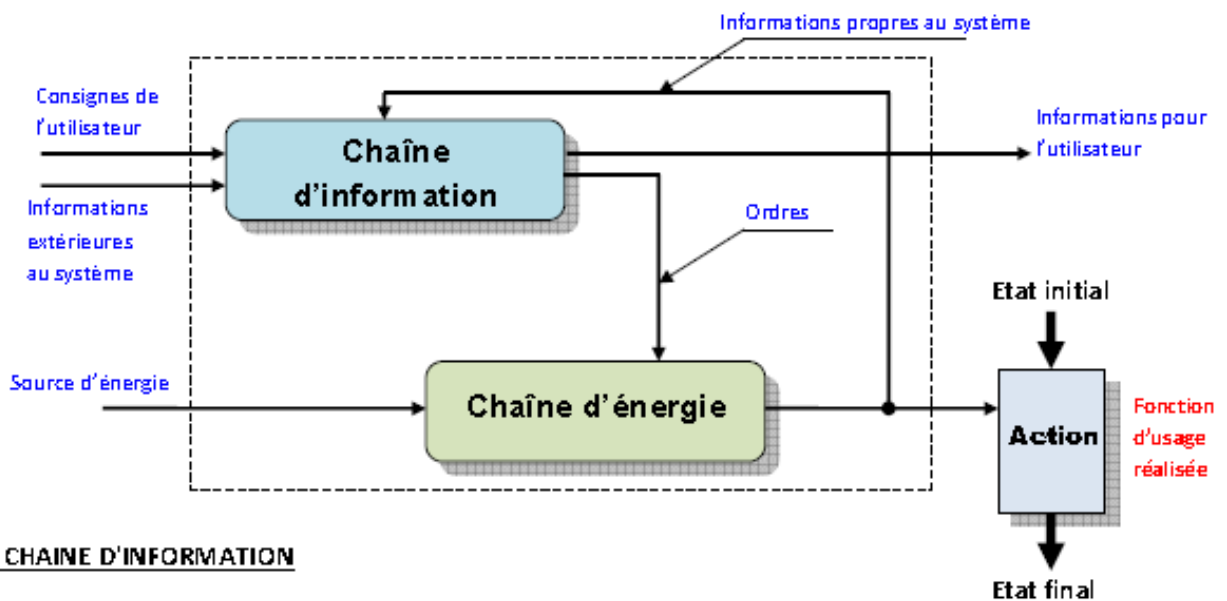 Informations propres au système
Consignes de
l'utilisateur
Informations pour
l'utilisateur
Chaîne
d'information
Informations
extérieures
au système
Ordres
Etat initial
Source d'énergie
Chaîne d'énergie
Action
Fonction
d'usage
réalisée
CHAINE D'INFORMATION
Etat final